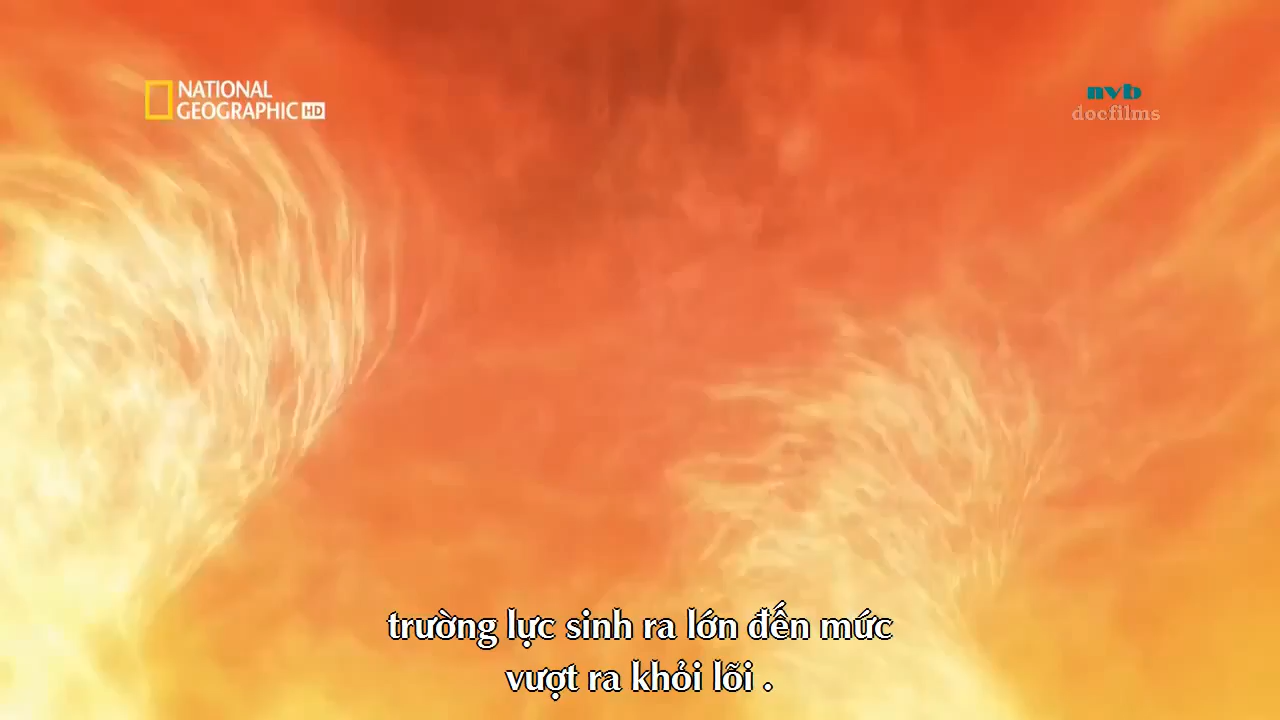 NATIONAL
GEOGRAPHIC HD
nvb
docfilms
trường lực sinh ra lớn đến mức
vượt ra khỏi lõi .